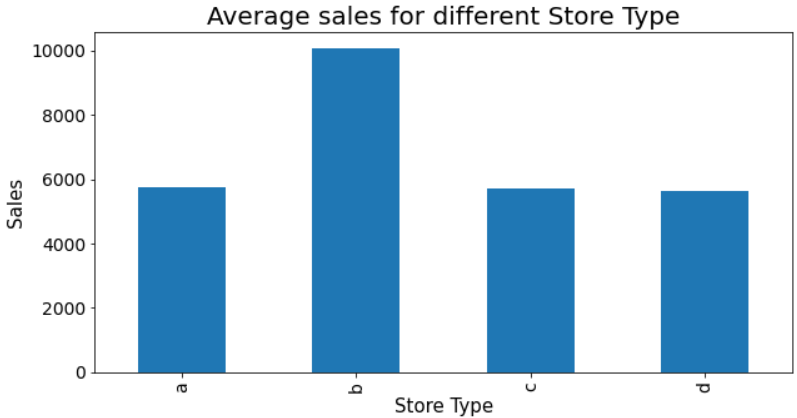 Average sales for different Store Type
10000
8000
6000
4000
2000
0
Sales
a
b
c
d
Store Type